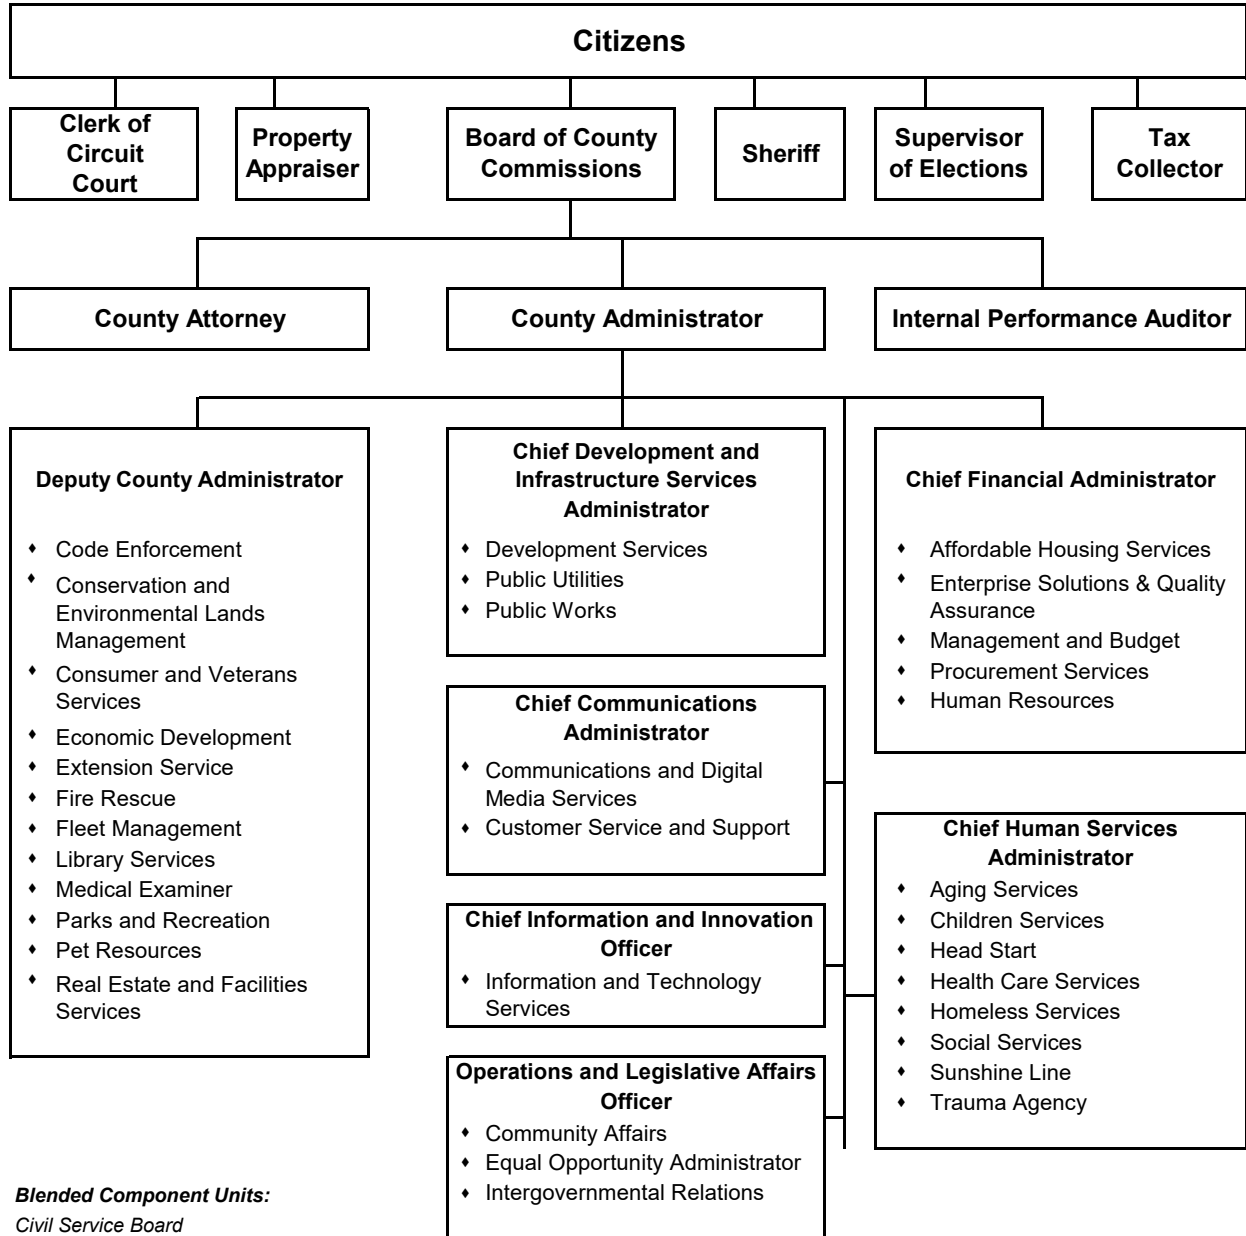 Citizens
Clerk of
Circuit
Court
Property
Appraiser
Board of County
Commissions
Sheriff
Supervisor
of Elections
Tax
Collector
County Attorney
County Administrator
Internal Performance Auditor
Deputy County Administrator
♦ Code Enforcement
♦ Conservation and
Environmental Lands
Management
♦ Consumer and Veterans
Services
♦ Economic Development
♦ Extension Service
♦ Fire Rescue
♦ Fleet Management
♦ Library Services
♦ Medical Examiner
♦ Parks and Recreation
♦ Pet Resources
♦ Real Estate and Facilities
Services
Chief Development and
Infrastructure Services
Administrator
♦ Development Services
♦ Public Utilities
♦ Public Works
Chief Communications
Administrator
♦ Communications and Digital
Media Services
♦ Customer Service and Support
Chief Information and Innovation
Officer
♦ Information and Technology
Services
Operations and Legislative Affairs
Officer
♦ Community Affairs
♦ Equal Opportunity Administrator
♦ Intergovernmental Relations
Chief Financial Administrator
♦ Affordable Housing Services
♦ Enterprise Solutions & Quality
Assurance
♦ Management and Budget
♦ Procurement Services
♦ Human Resources
Chief Human Services
Administrator
♦ Aging Services
♦ Children Services
♦ Head Start
♦ Health Care Services
♦ Homeless Services
♦ Social Services
♦ Sunshine Line
♦ Trauma Agency
Blended Component Units:
Civil Service Board